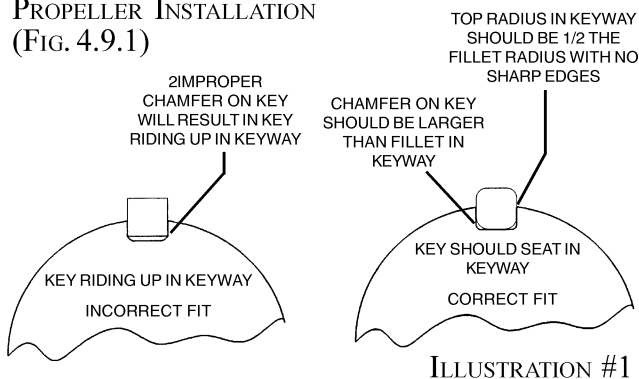 PROPELLER INSTALLATION
(FIG. 4.9.1)
2IMPROPER
CHAMFER ON KEY
WILL RESULT IN KEY
RIDING UP IN KEYWAY
KEY RIDING UP IN KEYWAY
INCORRECT FIT
TOP RADIUS IN KEYWAY
SHOULD BE 1/2 THE
FILLET RADIUS WITH NO
SHARP EDGES
CHAMFER ON KEY
SHOULD BE LARGER
THAN FILLET IN
KEYWAY
KEY SHOULD SEAT IN
KEYWAY
CORRECT FIT
ILLUSTRATION #1